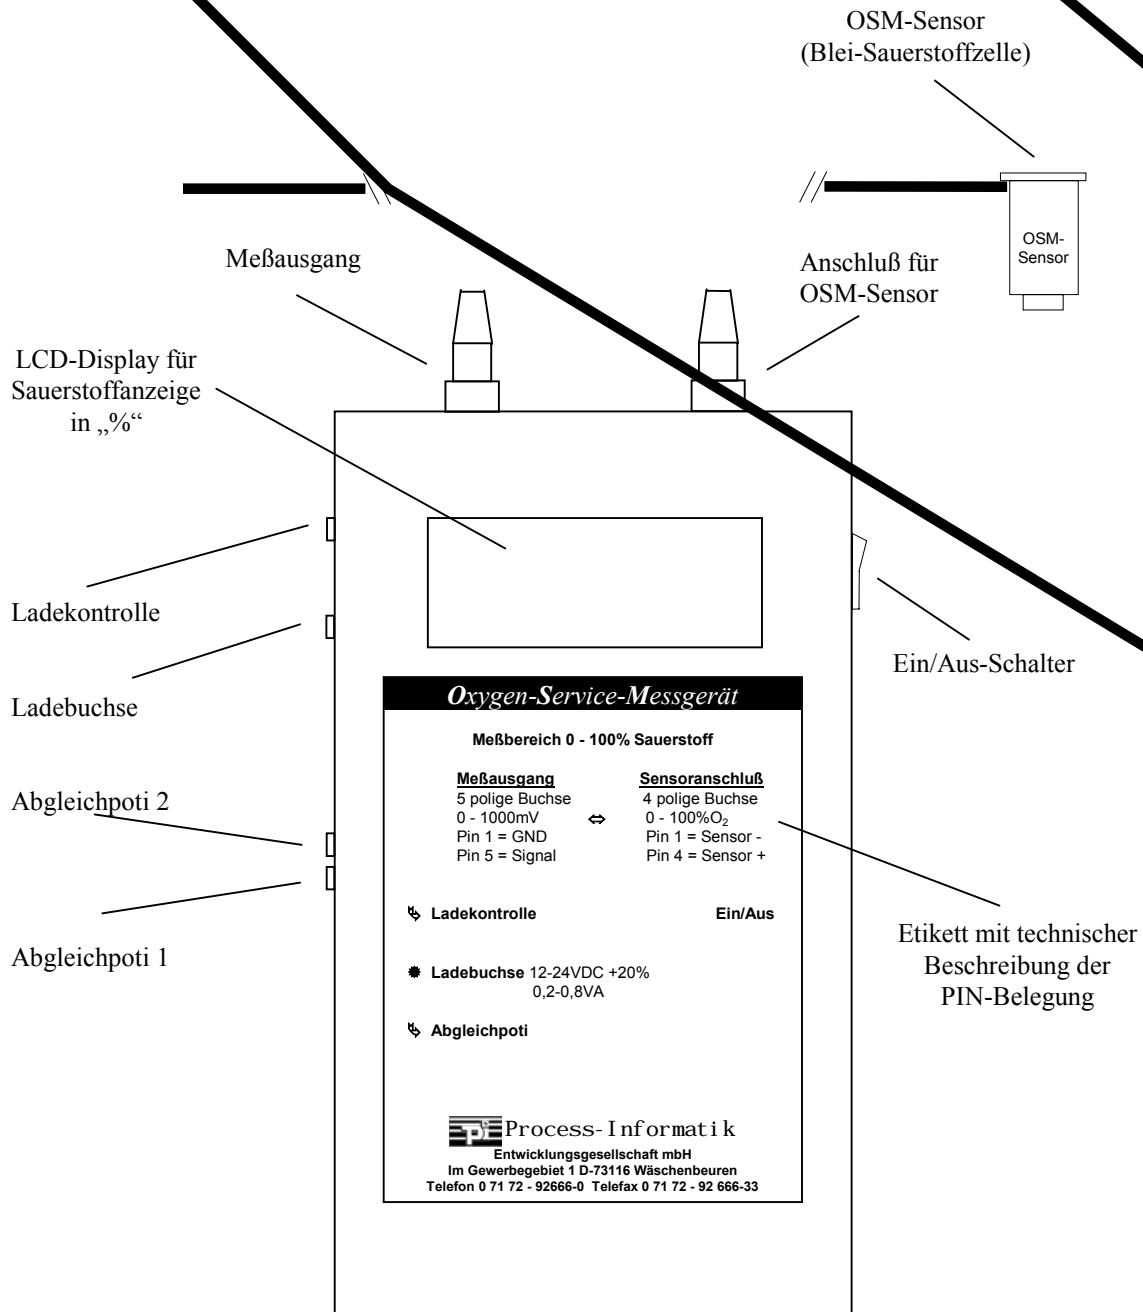 OSM-Sensor
(Blei-Sauerstoffzelle)
OSM-
Sensor
Meßausgang
Anschluß für
OSM-Sensor
LCD-Display für
Sauerstoffanzeige
in „%“
Ladekontrolle
Ladebuchse
Ein/Aus-Schalter
Abgleichpoti 2
Abgleichpoti 1
Oxygen-Service-Messgerät
Meßbereich 0 - 100% Sauerstoff
Meßausgang
5 polige Buchse
0 - 1000mV
Pin 1 = GND
Pin 5 = Signal
⇔
Sensoranschluß
4 polige Buchse
0 - 100%O₂
Pin 1 = Sensor -
Pin 4 = Sensor +
Ladekontrolle
Ein/Aus
Ladebuchse 12-24VDC +20%
0,2-0,8VA
Abgleichpoti
Etikett mit technischer
Beschreibung der
PIN-Belegung
pi Process-Informatik
Entwicklungsgesellschaft mbH
Im Gewerbegebiet 1 D-73116 Wäschenbeuren
Telefon 0 71 72 - 92666-0 Telefax 0 71 72 - 92 666-33